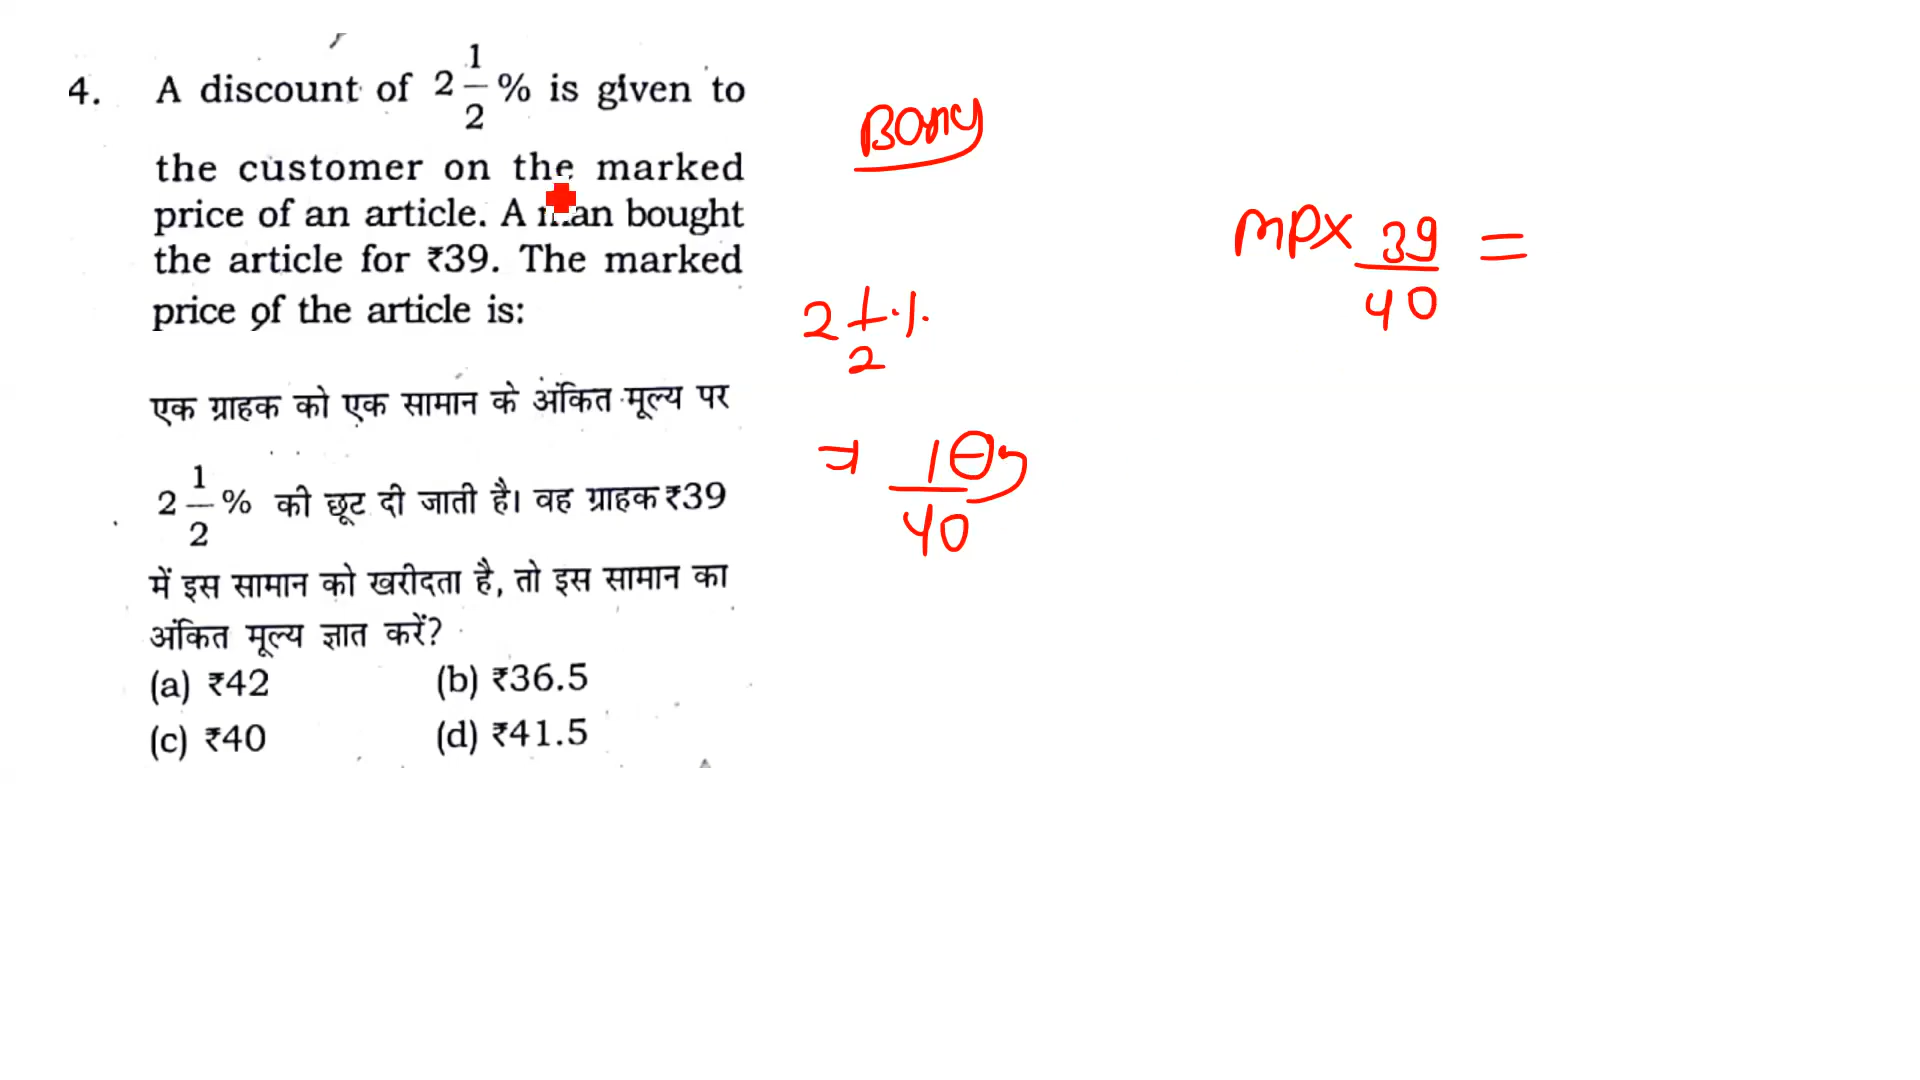 4. A discount of 2 1/2 % is given to
the customer on the marked
price of an article. A man bought
the article for ₹39. The marked
price of the article is:
एक ग्राहक को एक सामान के अंकित मूल्य पर
2 1/2 % की छूट दी जाती है। वह ग्राहक ₹39
में इस सामान को खरीदता है, तो इस सामान का
अंकित मूल्य ज्ञात करें?
(a) ₹42 (b) ₹36.5
(c) ₹40 (d) ₹41.5
2 1/2 %
1/40
MP× 39/40 =